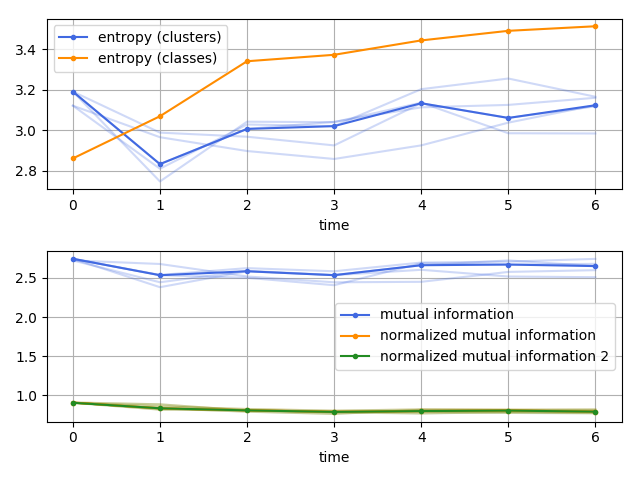 entropy (clusters)
entropy (classes)
3.4
3.2
3.0
2.8
0 1 2 3 4 5 6
time
mutual information
normalized mutual information
normalized mutual information 2
2.5
2.0
1.5
1.0
0 1 2 3 4 5 6
time